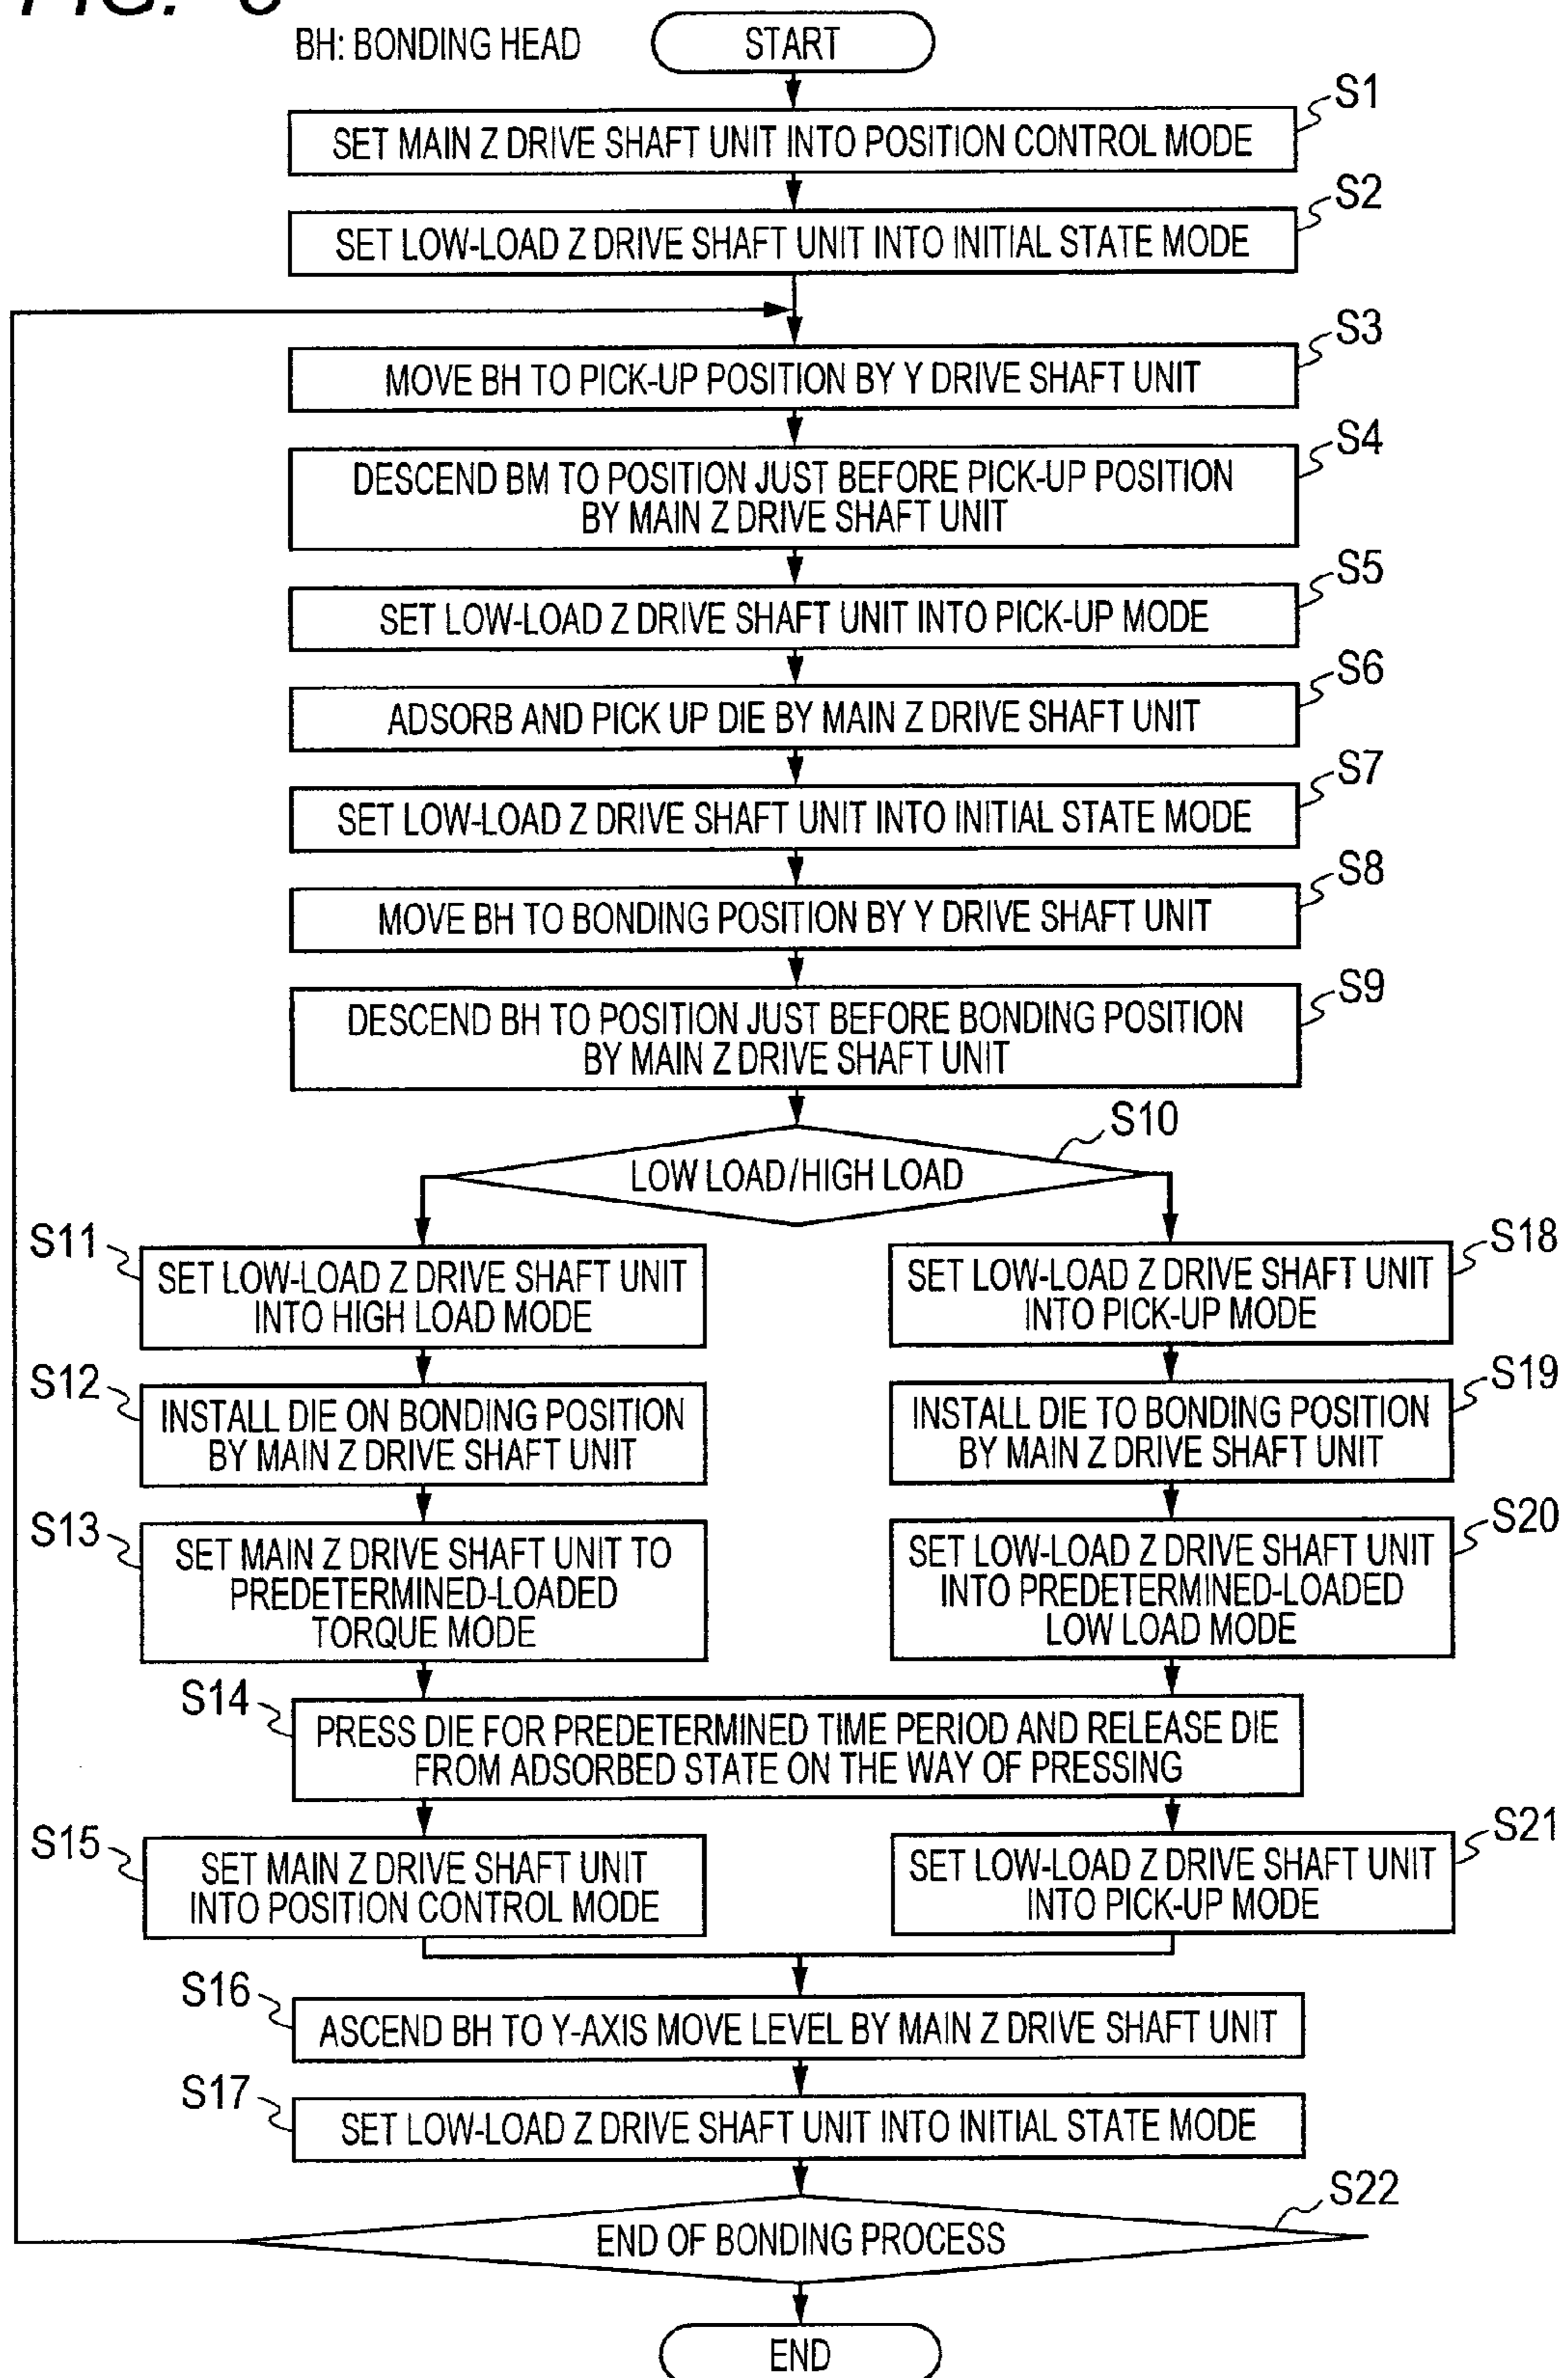 BH: BONDING HEAD
START
S1
SET MAIN Z DRIVE SHAFT UNIT INTO POSITION CONTROL MODE
S2
SET LOW-LOAD Z DRIVE SHAFT UNIT INTO INITIAL STATE MODE
S3
MOVE BH TO PICK-UP POSITION BY Y DRIVE SHAFT UNIT
S4
DESCEND BM TO POSITION JUST BEFORE PICK-UP POSITION
BY MAIN Z DRIVE SHAFT UNIT
S5
SET LOW-LOAD Z DRIVE SHAFT UNIT INTO PICK-UP MODE
S6
ADSORB AND PICK UP DIE BY MAIN Z DRIVE SHAFT UNIT
S7
SET LOW-LOAD Z DRIVE SHAFT UNIT INTO INITIAL STATE MODE
S8
MOVE BH TO BONDING POSITION BY Y DRIVE SHAFT UNIT
S9
DESCEND BH TO POSITION JUST BEFORE BONDING POSITION
BY MAIN Z DRIVE SHAFT UNIT
S10
LOW LOAD/HIGH LOAD
S11
SET LOW-LOAD Z DRIVE SHAFT UNIT
INTO HIGH LOAD MODE
S18
SET LOW-LOAD Z DRIVE SHAFT UNIT
INTO PICK-UP MODE
S12
INSTALL DIE ON BONDING POSITION
BY MAIN Z DRIVE SHAFT UNIT
S19
INSTALL DIE TO BONDING POSITION
BY MAIN Z DRIVE SHAFT UNIT
S13
SET MAIN Z DRIVE SHAFT UNIT TO
PREDETERMINED-LOADED
TORQUE MODE
S20
SET LOW-LOAD Z DRIVE SHAFT UNIT
INTO PREDETERMINED-LOADED
LOW LOAD MODE
S14
PRESS DIE FOR PREDETERMINED TIME PERIOD AND RELEASE DIE
FROM ADSORBED STATE ON THE WAY OF PRESSING
S15
SET MAIN Z DRIVE SHAFT UNIT
INTO POSITION CONTROL MODE
S21
SET LOW-LOAD Z DRIVE SHAFT UNIT
INTO PICK-UP MODE
S16
ASCEND BH TO Y-AXIS MOVE LEVEL BY MAIN Z DRIVE SHAFT UNIT
S17
SET LOW-LOAD Z DRIVE SHAFT UNIT INTO INITIAL STATE MODE
S22
END OF BONDING PROCESS
END